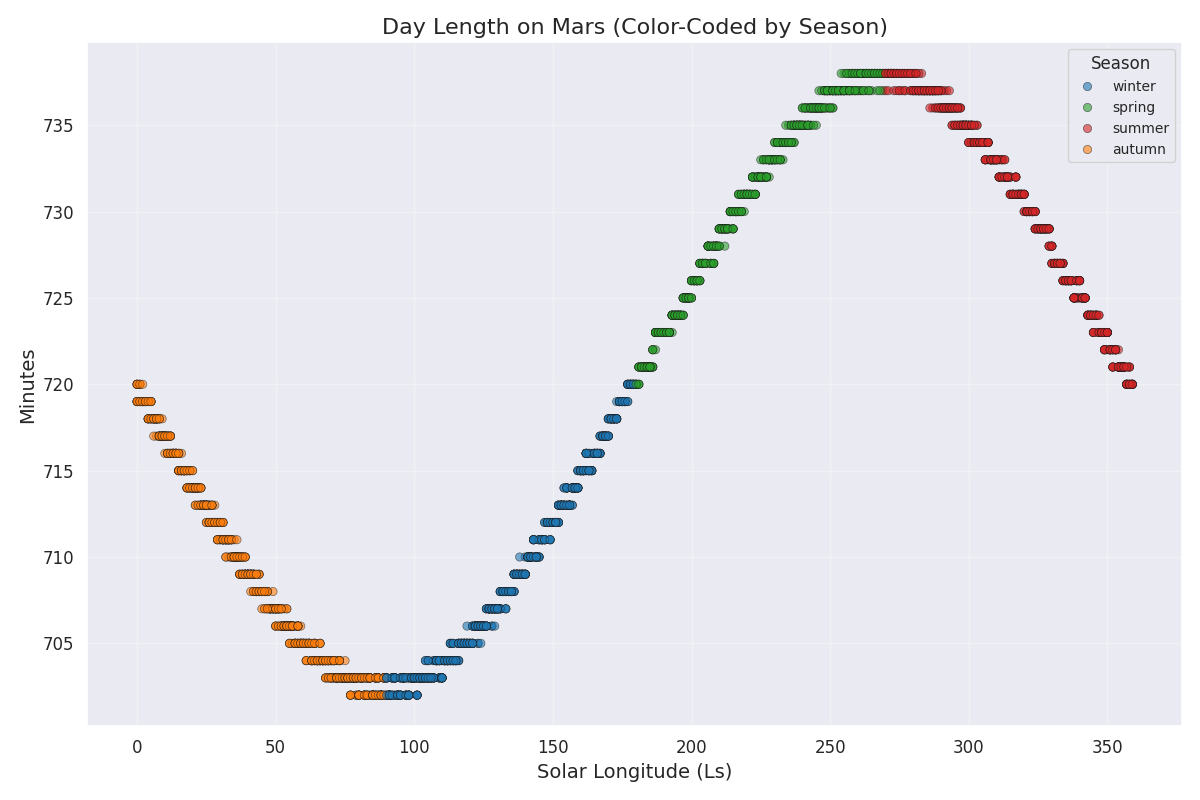 Day Length on Mars (Color-Coded by Season)
Season
winter
spring
summer
autumn
Minutes
735
730
725
720
715
710
705
0
50
100
150
200
250
300
350
Solar Longitude (Ls)